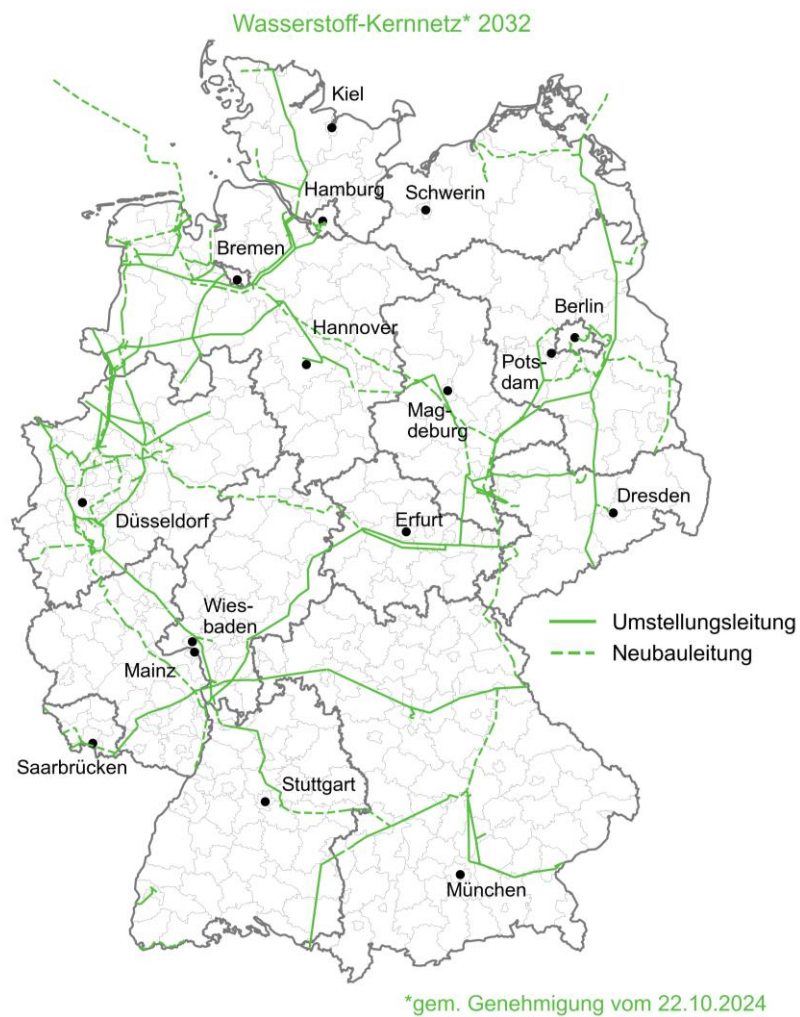 Wasserstoff-Kernnetz* 2032
Kiel
Hamburg
Schwerin
Bremen
Berlin
Hannover
Pots-
dam
Mag-
deburg
Düsseldorf
Erfurt
Dresden
Wies-
baden
Umstellungsleitung
Neubauleitung
Mainz
Saarbrücken
Stuttgart
München
*gem. Genehmigung vom 22.10.2024